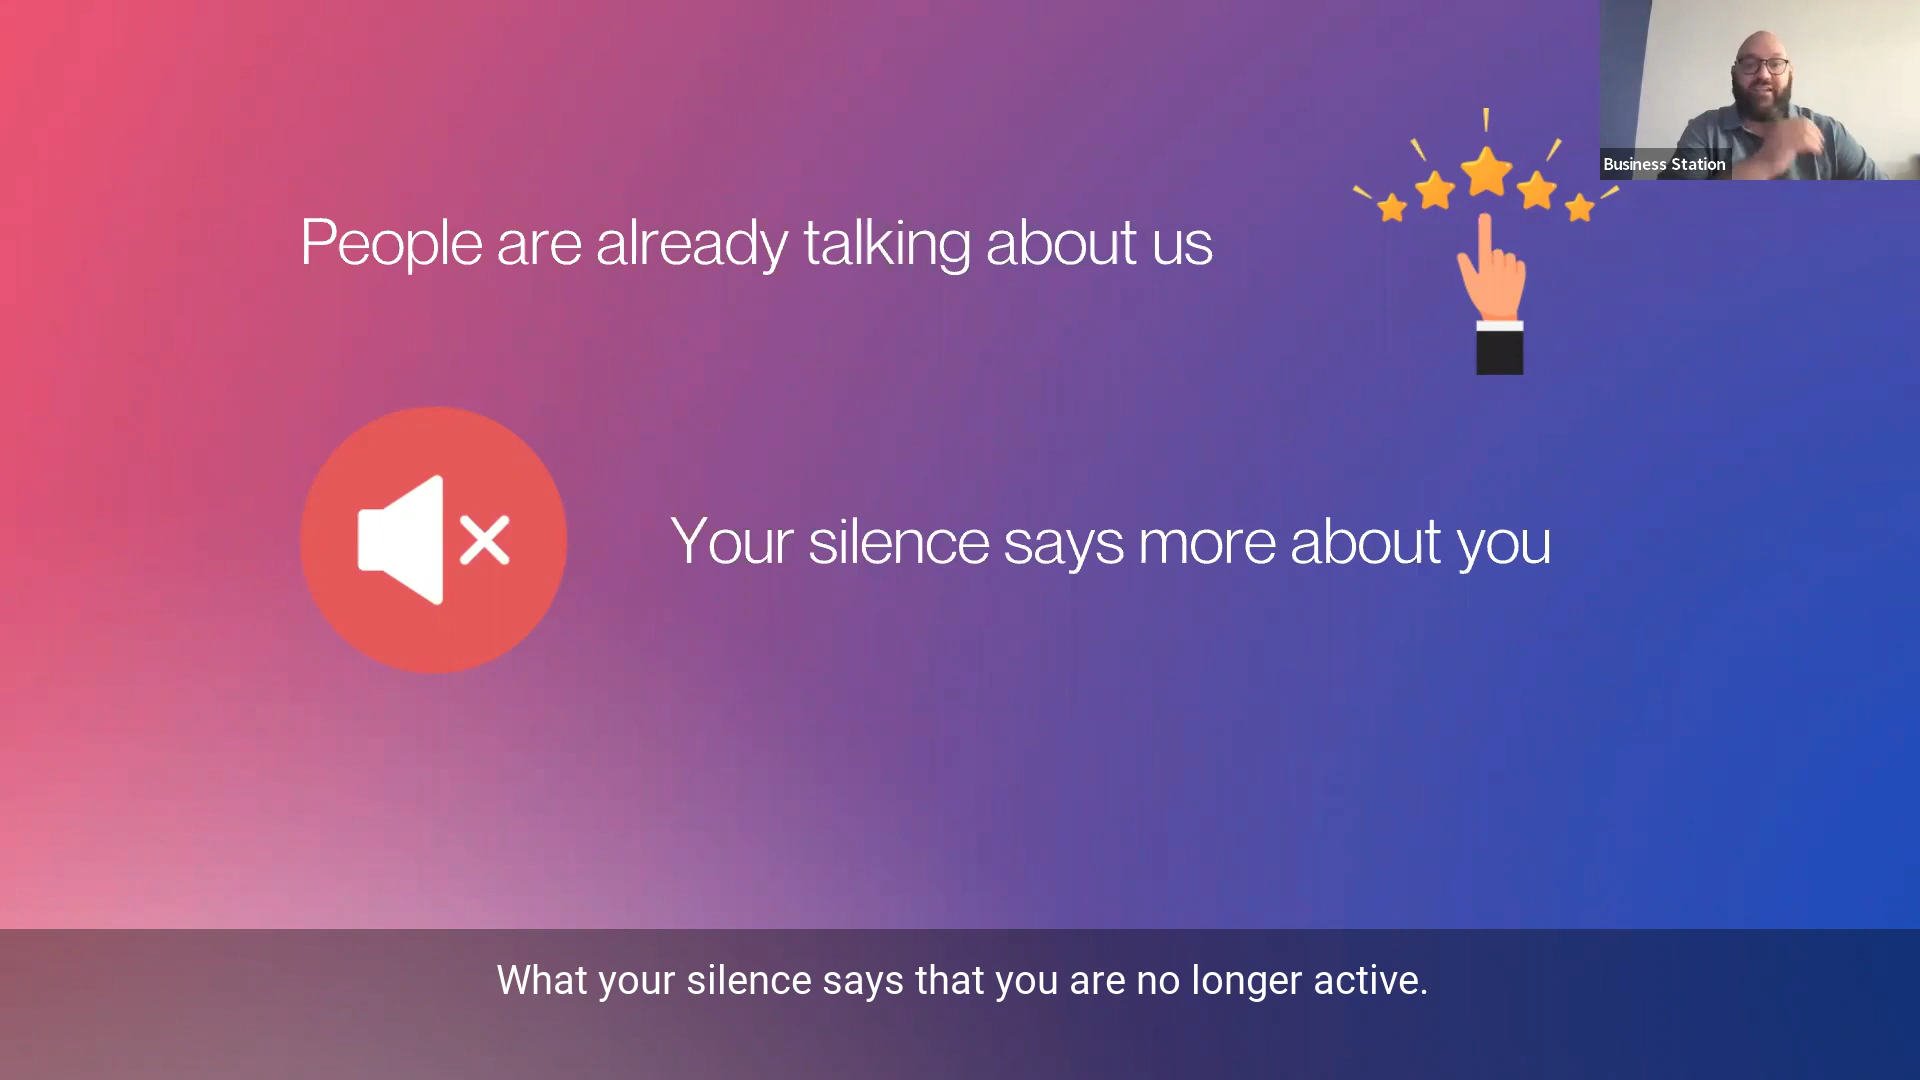 Business Station
People are already talking about us
Your silence says more about you
What your silence says that you are no longer active.